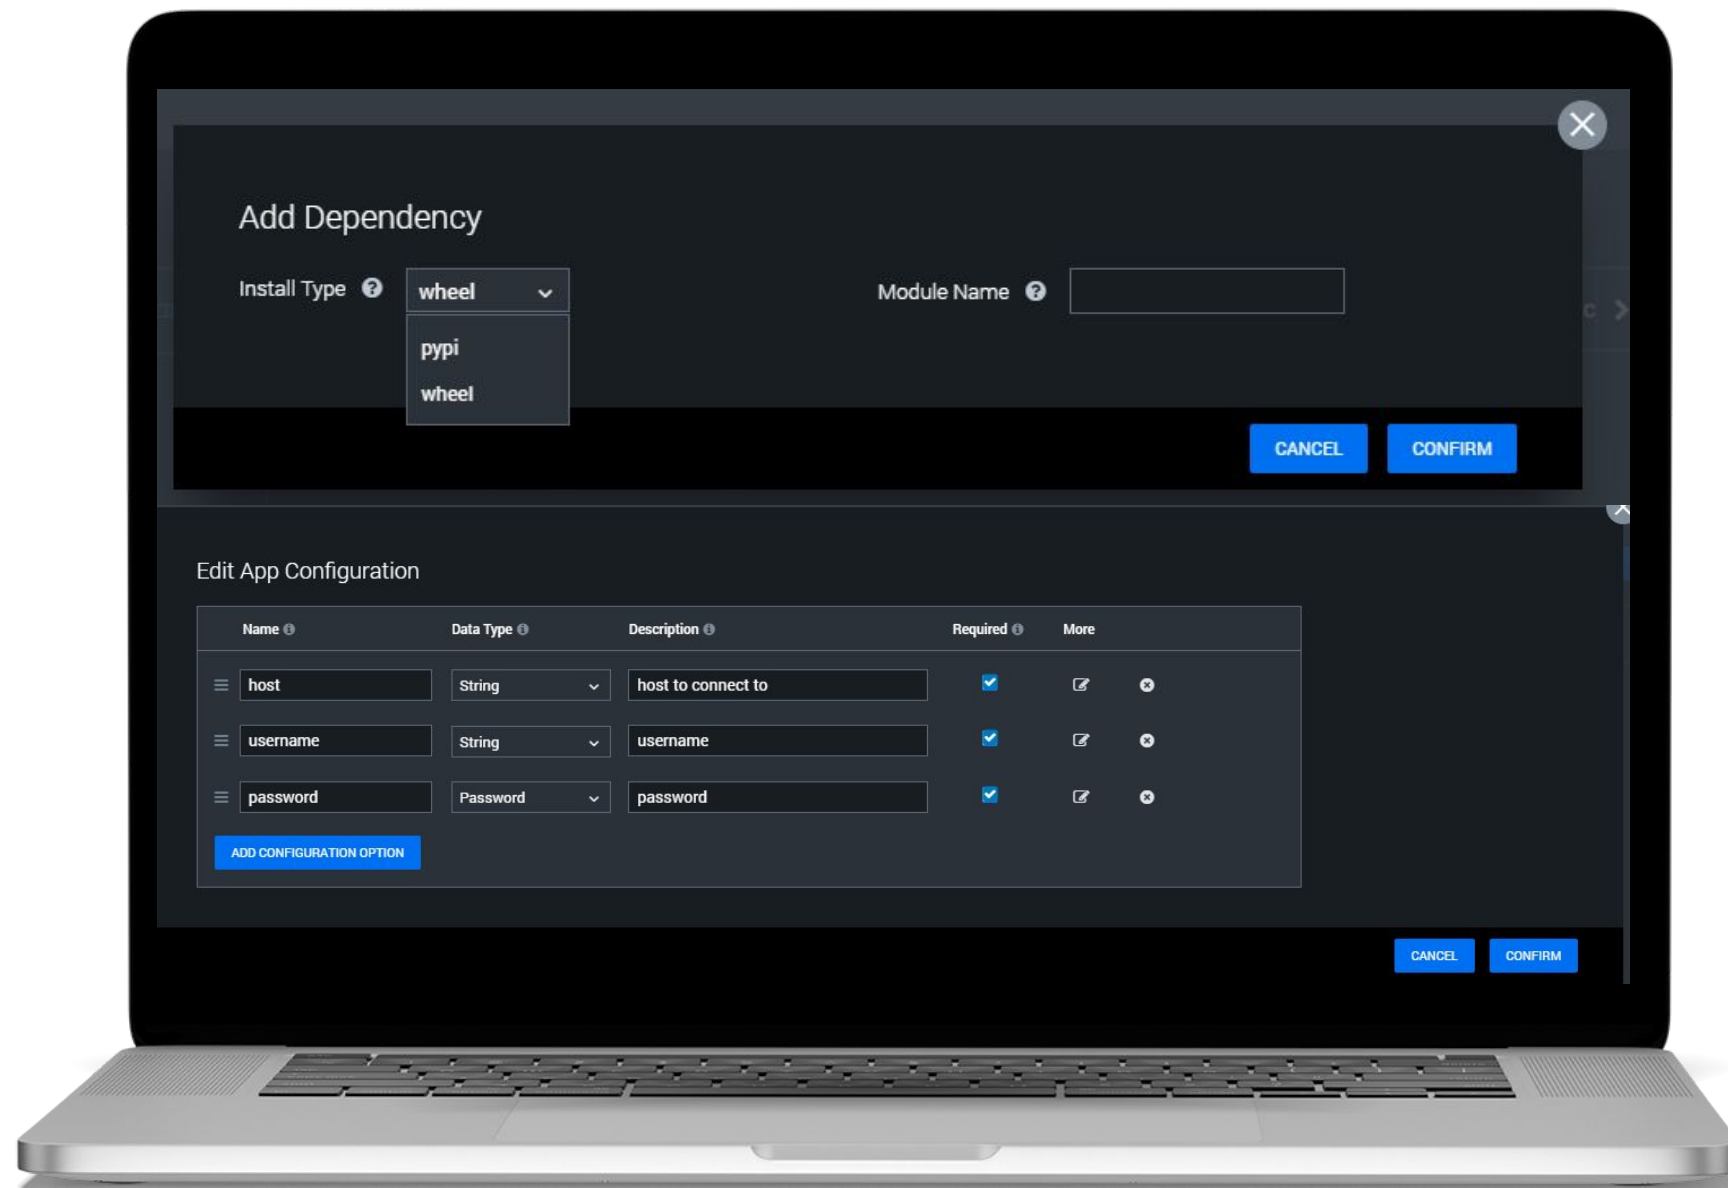 Add Dependency
Install Type wheel Module Name
pypi
wheel
CANCEL CONFIRM
Edit App Configuration
Name Data Type Description Required More
host String host to connect to
username String username
password Password password
ADD CONFIGURATION OPTION
CANCEL CONFIRM